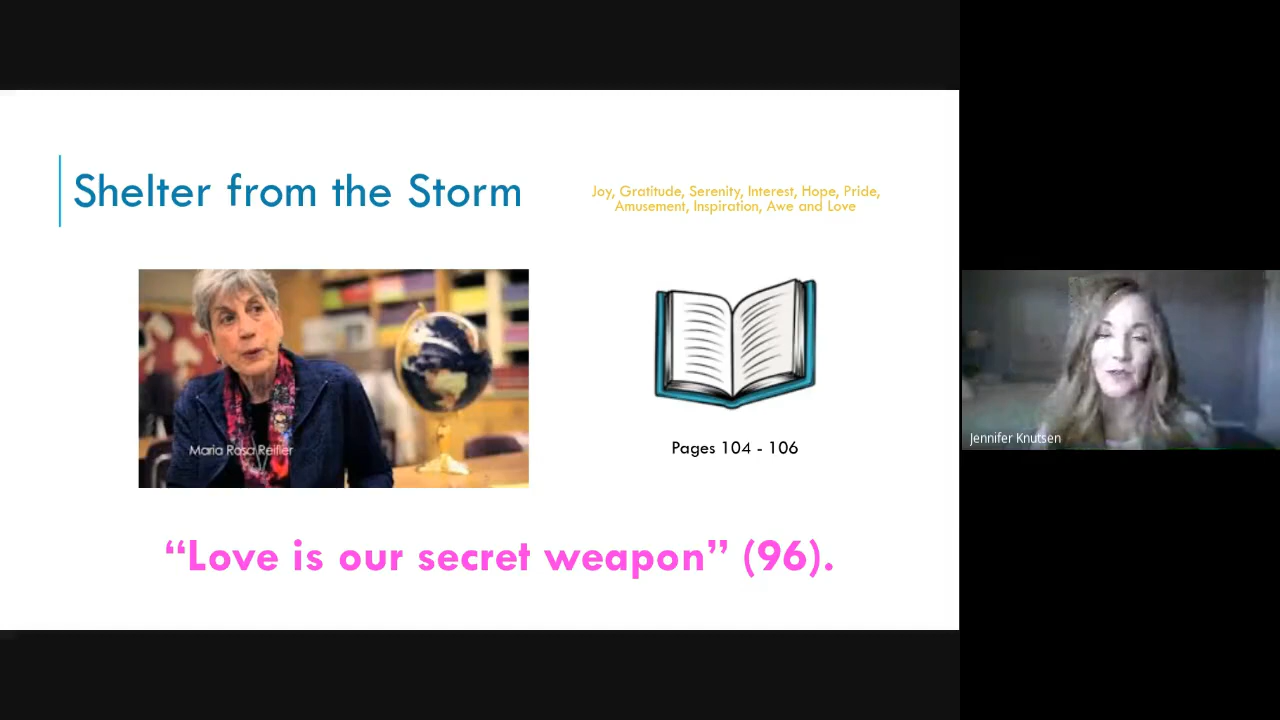 Shelter from the Storm
Joy, Gratitude, Serenity, Interest, Hope, Pride,
Amusement, Inspiration, Awe and Love
Maria Rosa Reifler
Pages 104 - 106
“Love is our secret weapon” (96).
Jennifer Knutsen